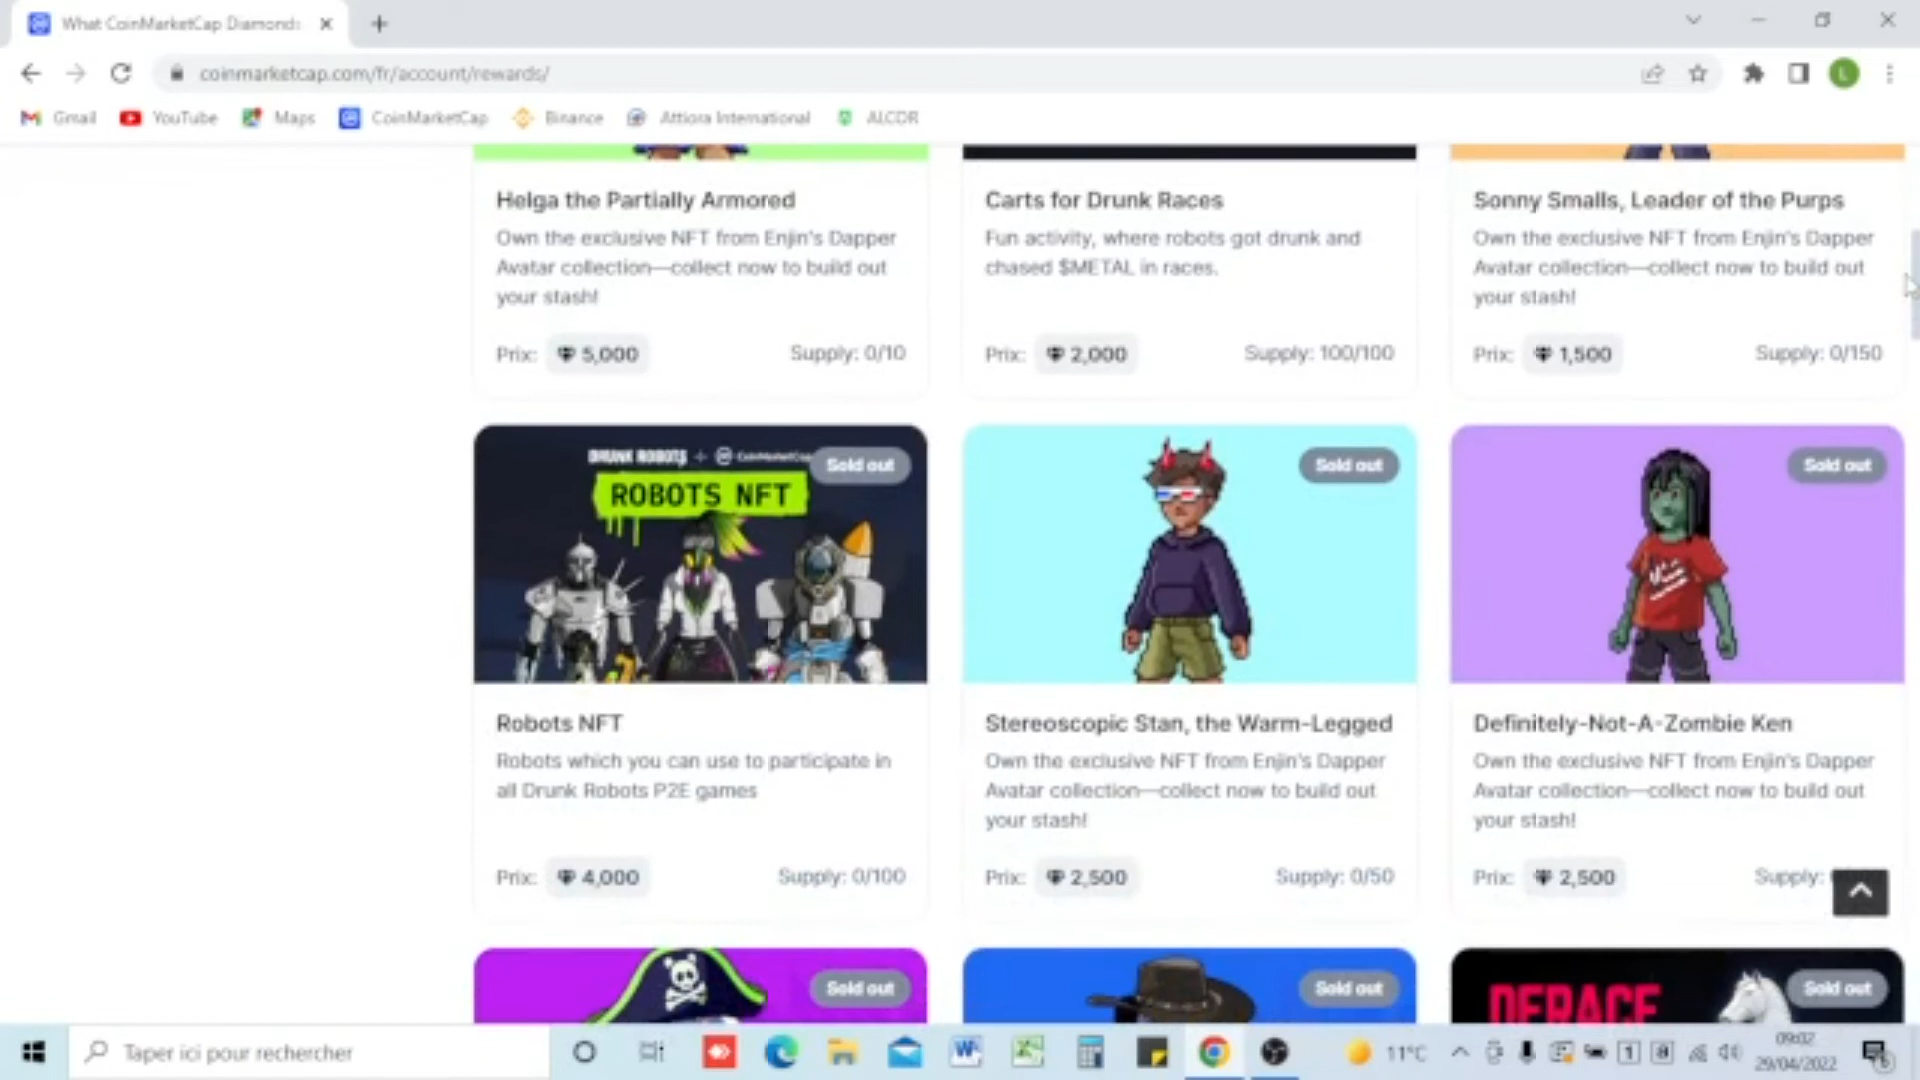 What CoinMarketCap Diamonds
coinmarketcap.com/fr/account/rewards/
L
Gmail
YouTube
Maps
CoinMarketCap
Binance
Attiora International
ALCOR
Helga the Partially Armored
Own the exclusive NFT from Enjin's Dapper
Avatar collection—collect now to build out
your stash!
Prix: 5,000
Supply: 0/10
Carts for Drunk Races
Fun activity, where robots got drunk and
chased $METAL in races.
Prix: 2,000
Supply: 100/100
Sonny Smalls, Leader of the Purps
Own the exclusive NFT from Enjin's Dapper
Avatar collection—collect now to build out
your stash!
Prix: 1,500
Supply: 0/150
DRUNK ROBOTS + CoinMarketCap
Sold out
ROBOTS NFT
Robots NFT
Robots which you can use to participate in
all Drunk Robots P2E games
Prix: 4,000
Supply: 0/100
Sold out
Stereoscopic Stan, the Warm-Legged
Own the exclusive NFT from Enjin's Dapper
Avatar collection—collect now to build out
your stash!
Prix: 2,500
Supply: 0/50
Sold out
Definitely-Not-A-Zombie Ken
Own the exclusive NFT from Enjin's Dapper
Avatar collection—collect now to build out
your stash!
Prix: 2,500
Supply:
Sold out
Sold out
DERACE
Sold out
Taper ici pour rechercher
11°C
09:02
29/04/2022